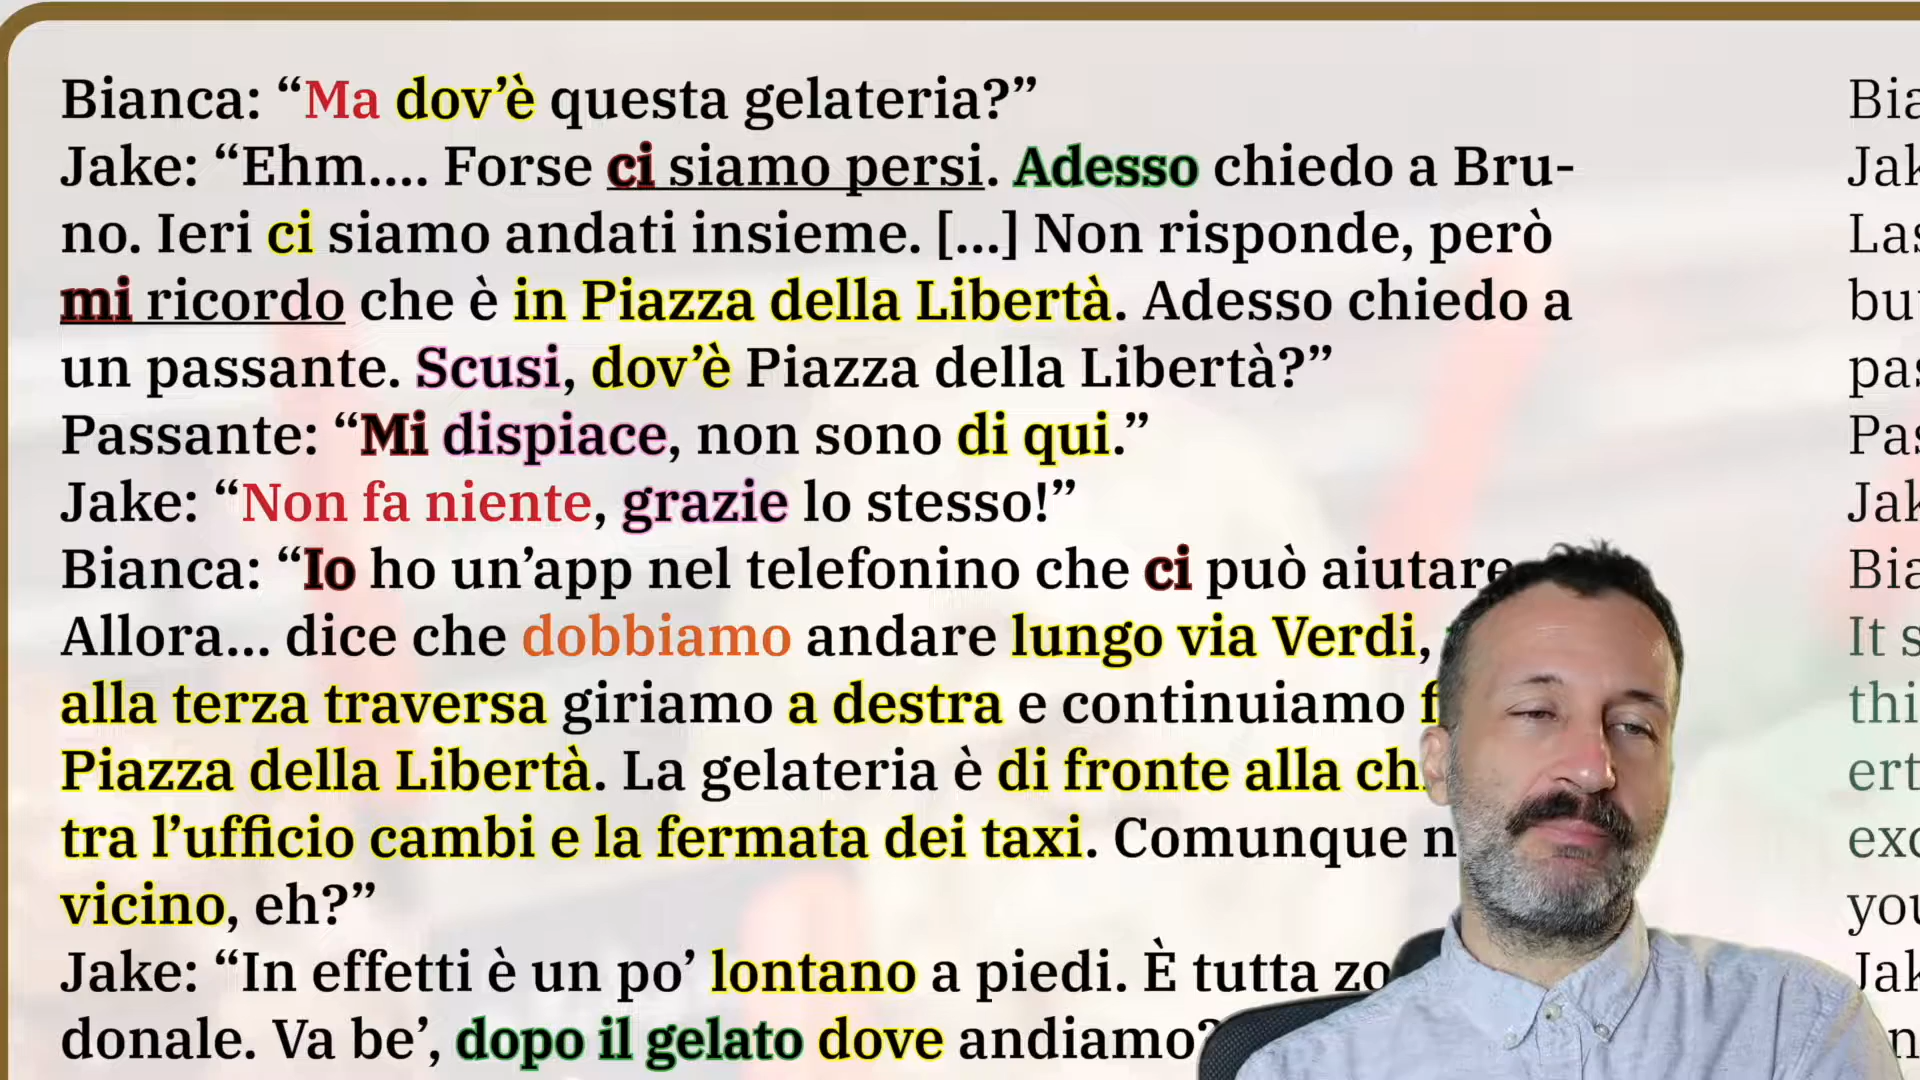 Bianca: “Ma dov’è questa gelateria?”
Jake: “Ehm.... Forse ci siamo persi. Adesso chiedo a Bru-
no. Ieri ci siamo andati insieme. [...] Non risponde, però
mi ricordo che è in Piazza della Libertà. Adesso chiedo a
un passante. Scusi, dov’è Piazza della Libertà?”
Passante: “Mi dispiace, non sono di qui.”
Jake: “Non fa niente, grazie lo stesso!”
Bianca: “Io ho un’app nel telefonino che ci può aiutare
Allora... dice che dobbiamo andare lungo via Verdi,
alla terza traversa giriamo a destra e continuiamo
Piazza della Libertà. La gelateria è di fronte alla
tra l’ufficio cambi e la fermata dei taxi. Comunque
vicino, eh?”
Jake: “In effetti è un po’ lontano a piedi. È tutta
donale. Va be’, dopo il gelato dove andiamo?
It